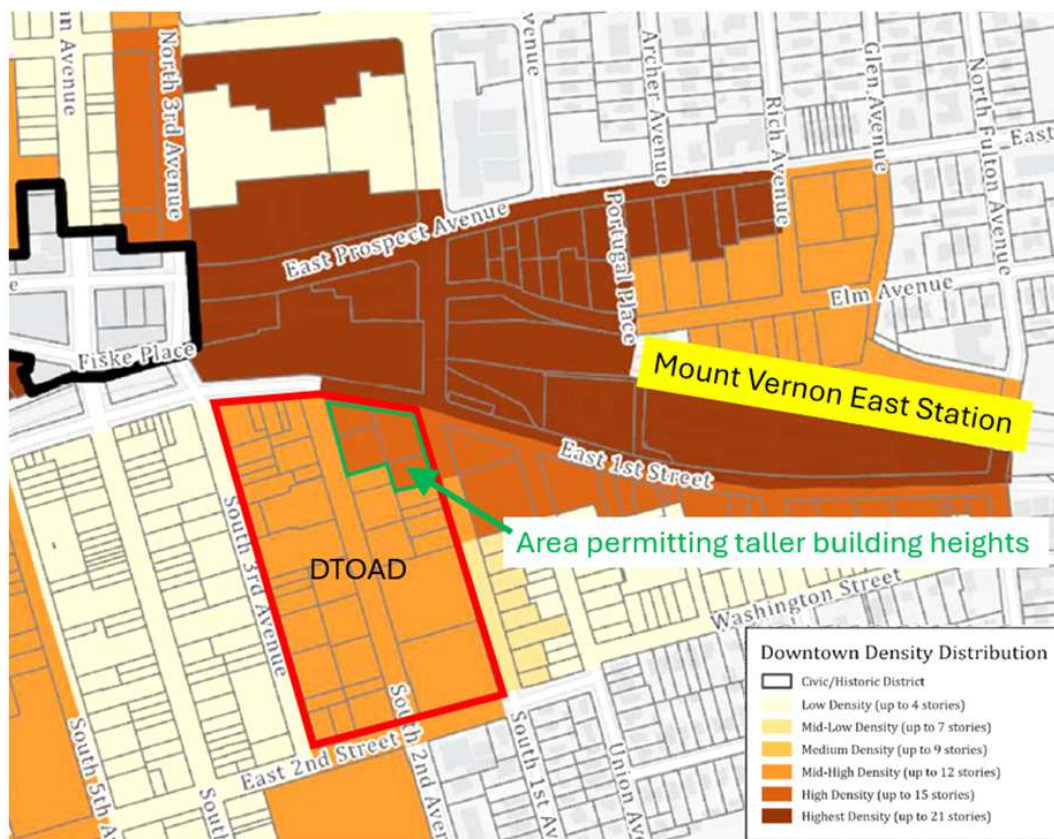 an Avenue
North 3rd Avenue
venue
Archer Avenue
Rich Avenue
Glen Avenue
North Fulton Avenue
East
East Prospect Avenue
Portugal Place
Elm Avenue
Fiske Place
Mount Vernon East Station
East 1st Street
Area permitting taller building heights
DTOAD
South 3rd Avenue
Washington Street
South 5th A
East 2nd Street
Sou
South 2nd Aven
South 1st Av
Union Avenue
Downtown Density Distribution
Civic/Historic District
Low Density (up to 4 stories)
Mid-Low Density (up to 7 stories)
Medium Density (up to 9 stories)
Mid-High Density (up to 12 stories)
High Density (up to 15 stories)
Highest Density (up to 21 stories)